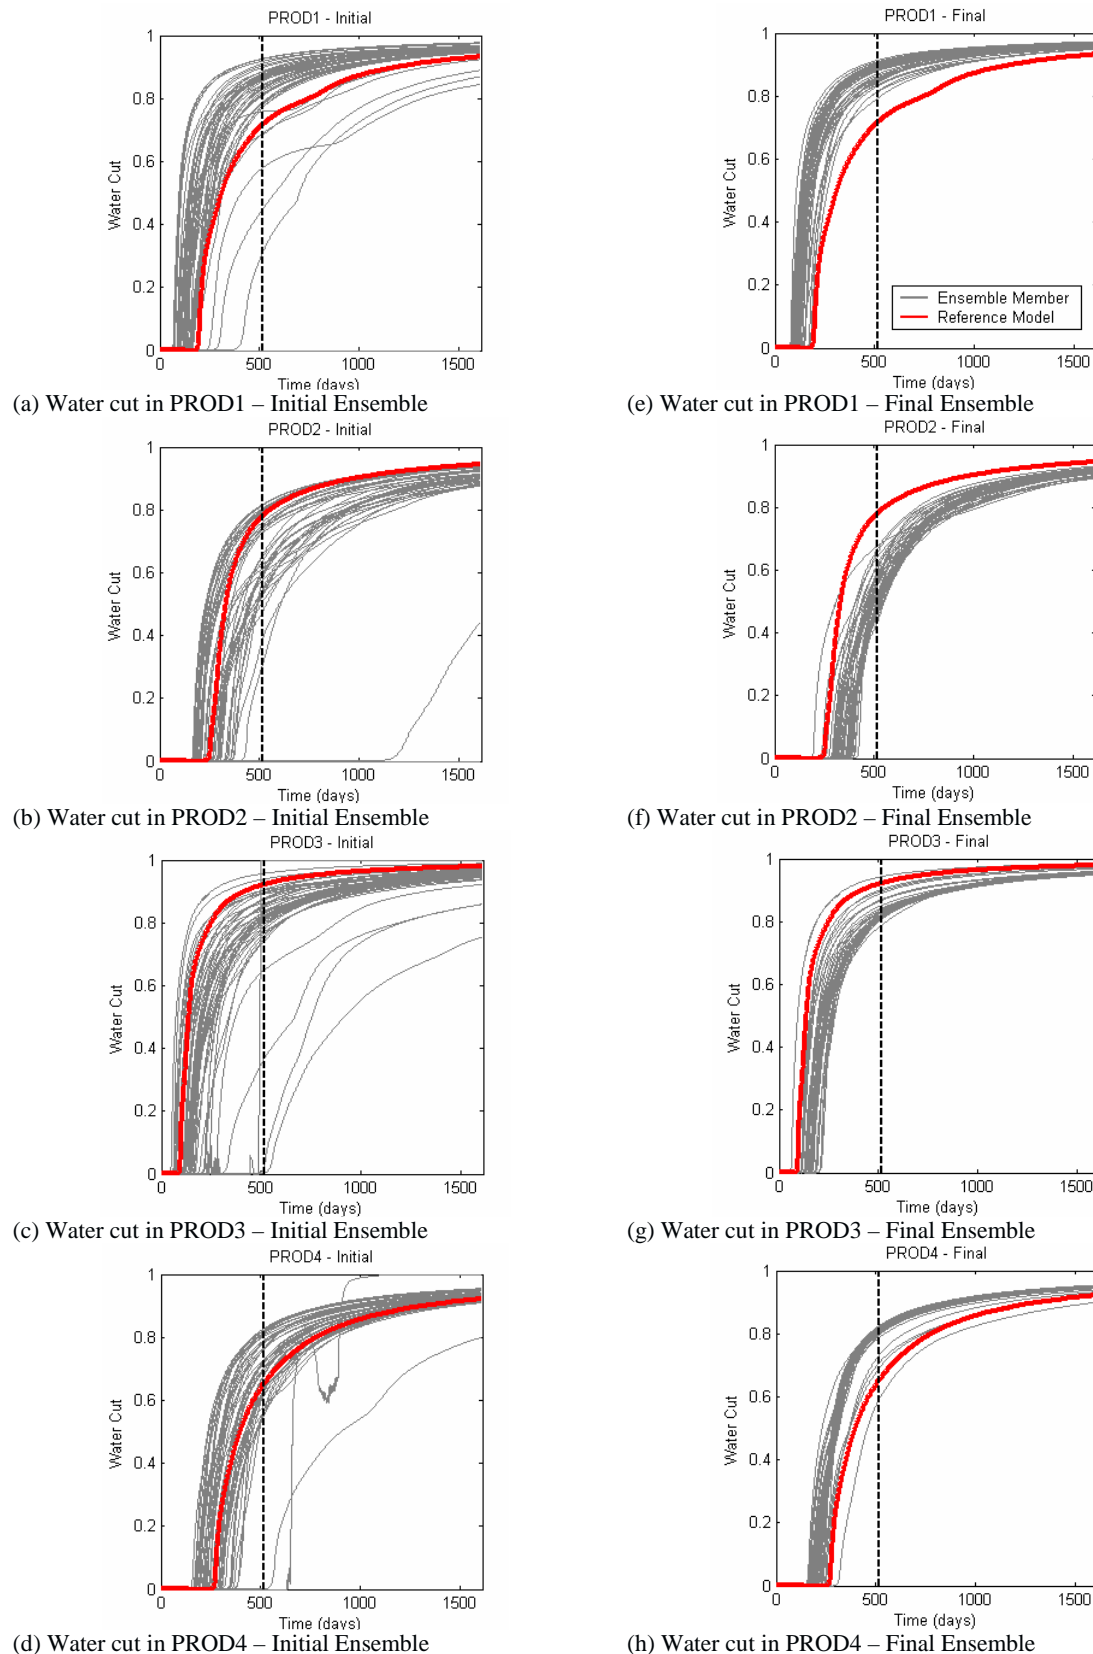 PROD1 - Initial
1
0.8
0.6
0.4
0.2
0
Water Cut
0 500 1000 1500
Time (days)
(a) Water cut in PROD1 – Initial Ensemble
PROD1 - Final
1
0.8
0.6
0.4
0.2
0
Water Cut
Ensemble Member
Reference Model
0 500 1000 1500
Time (days)
(e) Water cut in PROD1 – Final Ensemble
PROD2 - Initial
1
0.8
0.6
0.4
0.2
0
Water Cut
0 500 1000 1500
Time (days)
(b) Water cut in PROD2 – Initial Ensemble
PROD2 - Final
1
0.8
0.6
0.4
0.2
0
Water Cut
0 500 1000 1500
Time (days)
(f) Water cut in PROD2 – Final Ensemble
PROD3 - Initial
1
0.8
0.6
0.4
0.2
0
Water Cut
0 500 1000 1500
Time (days)
(c) Water cut in PROD3 – Initial Ensemble
PROD3 - Final
1
0.8
0.6
0.4
0.2
0
Water Cut
0 500 1000 1500
Time (days)
(g) Water cut in PROD3 – Final Ensemble
PROD4 - Initial
1
0.8
0.6
0.4
0.2
0
Water Cut
0 500 1000 1500
Time (days)
(d) Water cut in PROD4 – Initial Ensemble
PROD4 - Final
1
0.8
0.6
0.4
0.2
0
Water Cut
0 500 1000 1500
Time (days)
(h) Water cut in PROD4 – Final Ensemble